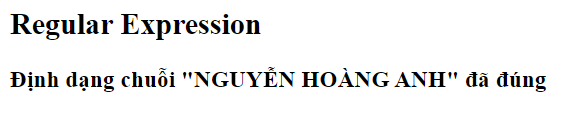 Regular Expression
Định dạng chuỗi "NGUYỄN HOÀNG ANH" đã đúng